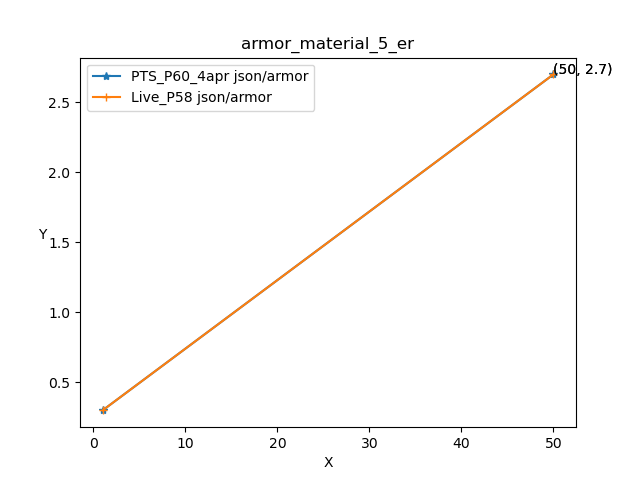 armor_material_5_er
PTS_P60_4apr json/armor
Live_P58 json/armor
(50, 2.7)
Y
2.5
2.0
1.5
1.0
0.5
0 10 20 30 40 50
X